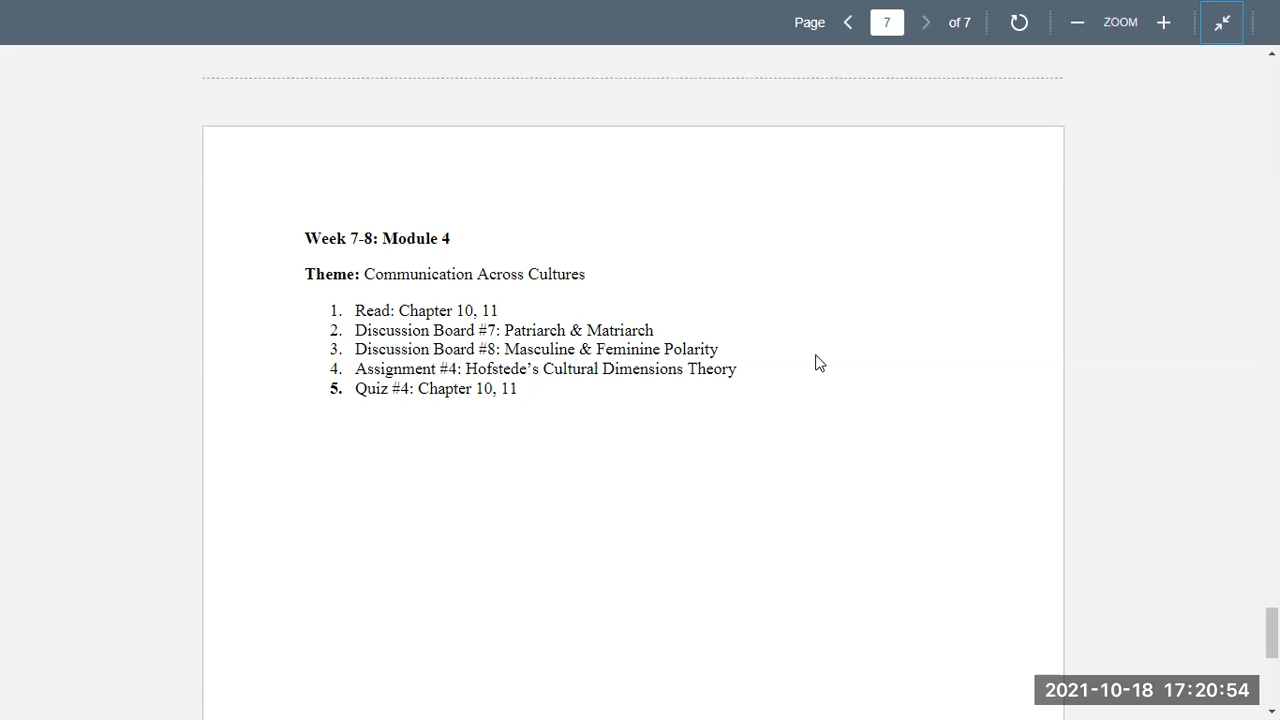 Page 7 of 7 ZOOM
Week 7-8: Module 4
Theme: Communication Across Cultures
1. Read: Chapter 10, 11
2. Discussion Board #7: Patriarch & Matriarch
3. Discussion Board #8: Masculine & Feminine Polarity
4. Assignment #4: Hofstede’s Cultural Dimensions Theory
5. Quiz #4: Chapter 10, 11
2021-10-18 17:20:54